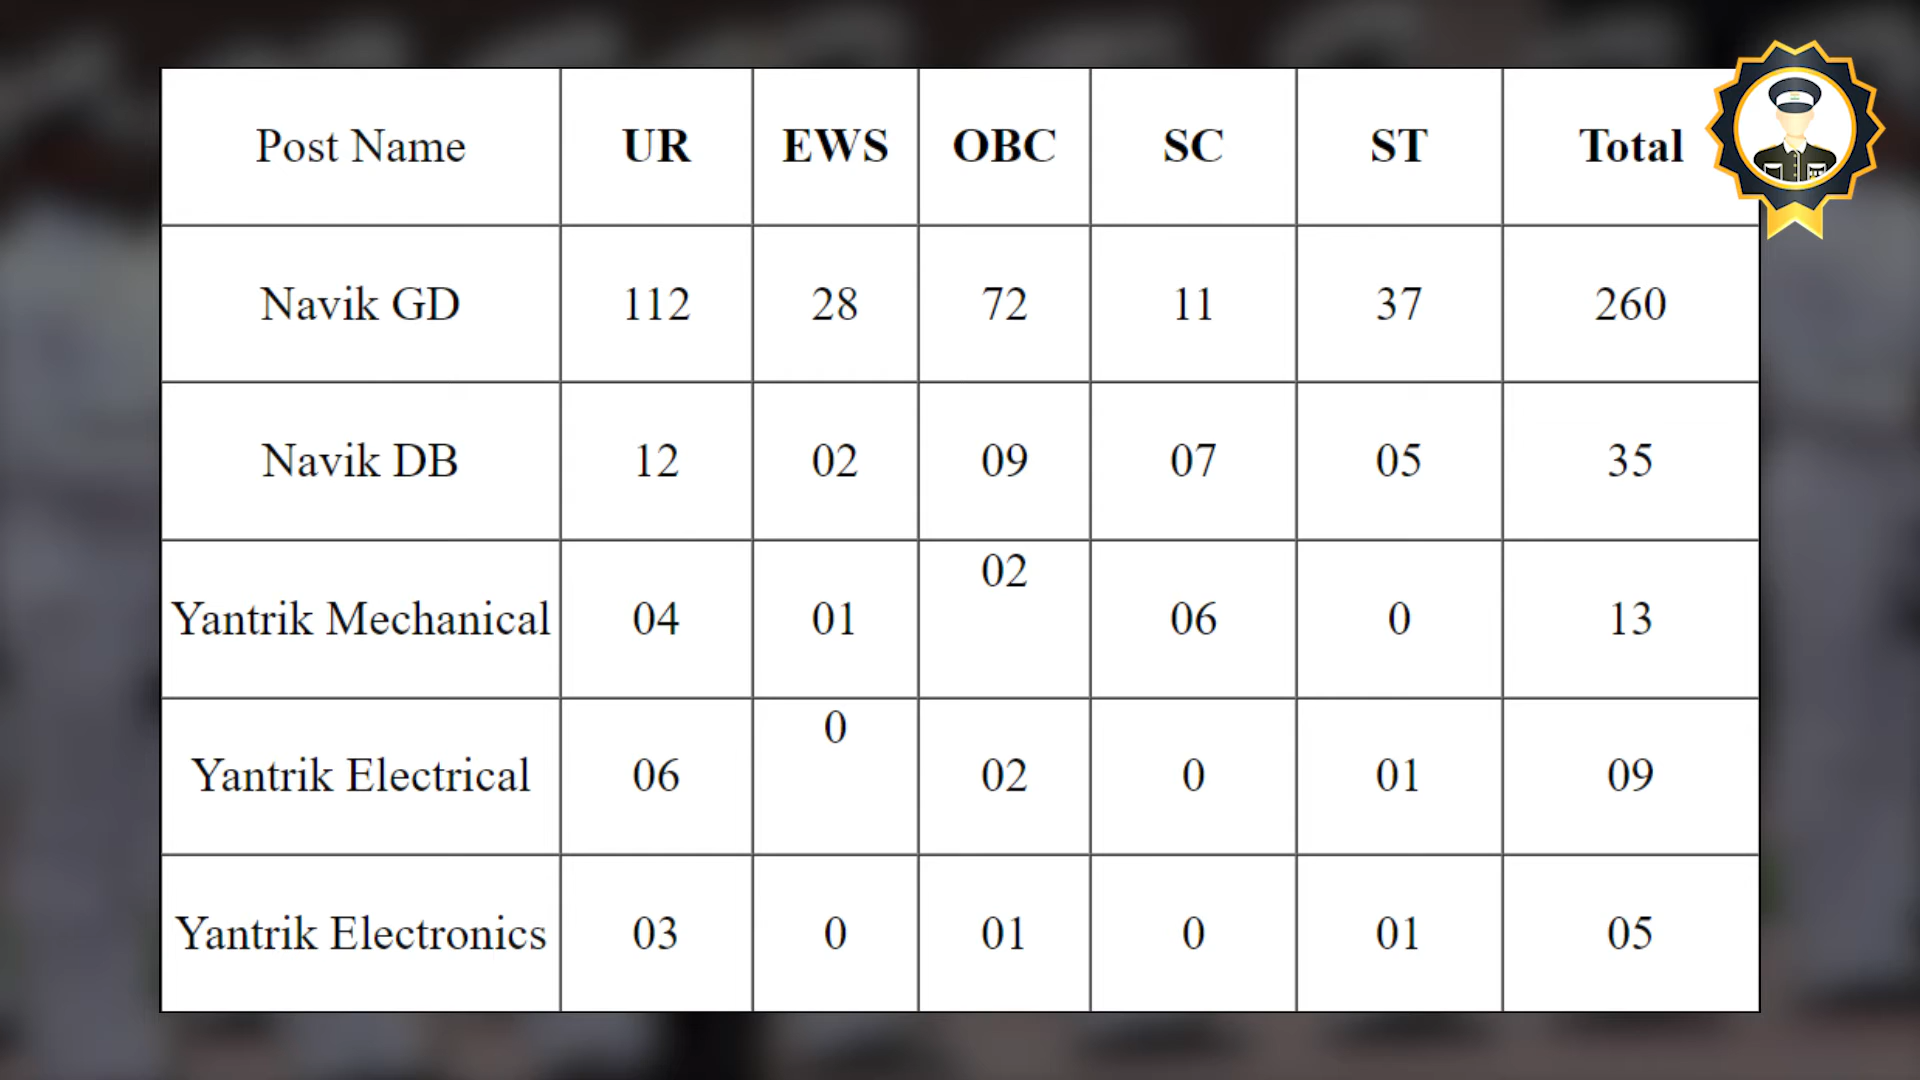 Post Name UR EWS OBC SC ST Total
Navik GD 112 28 72 11 37 260
Navik DB 12 02 09 07 05 35
Yantrik Mechanical 04 01 02 06 0 13
Yantrik Electrical 06 0 02 0 01 09
Yantrik Electronics 03 0 01 0 01 05